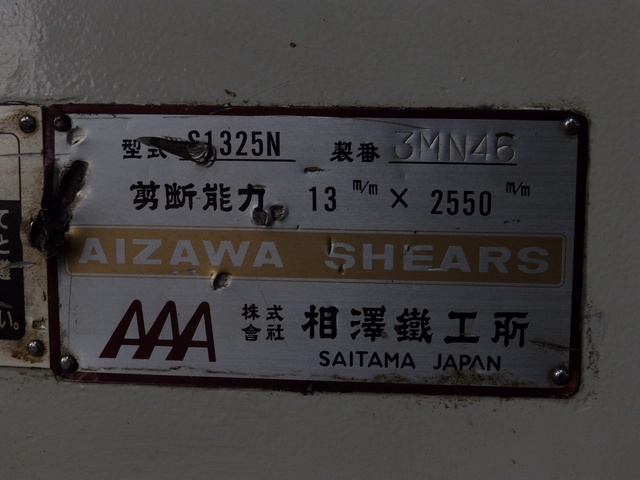 型式 S1325N 製番 3MN46
剪断能力 13 m/m × 2550 m/m
AIZAWA SHEARS
AAA 株式會社 相澤鐵工所
SAITAMA JAPAN